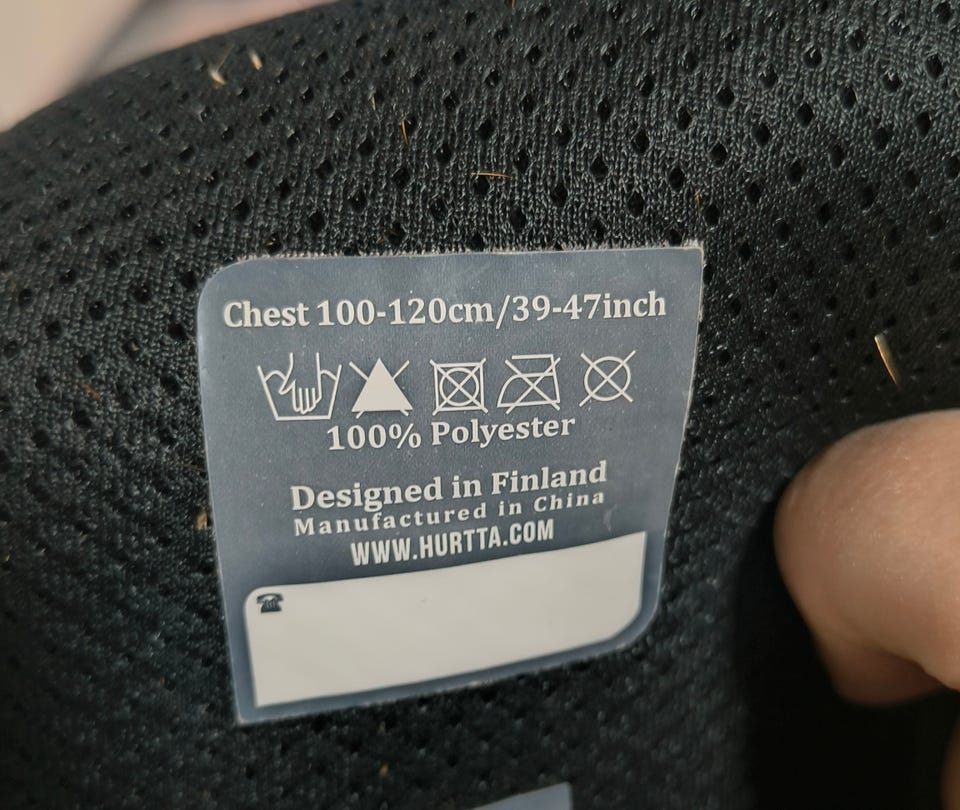 Chest 100-120cm/39-47inch
100% Polyester
Designed in Finland
Manufactured in China
WWW.HURTTA.COM